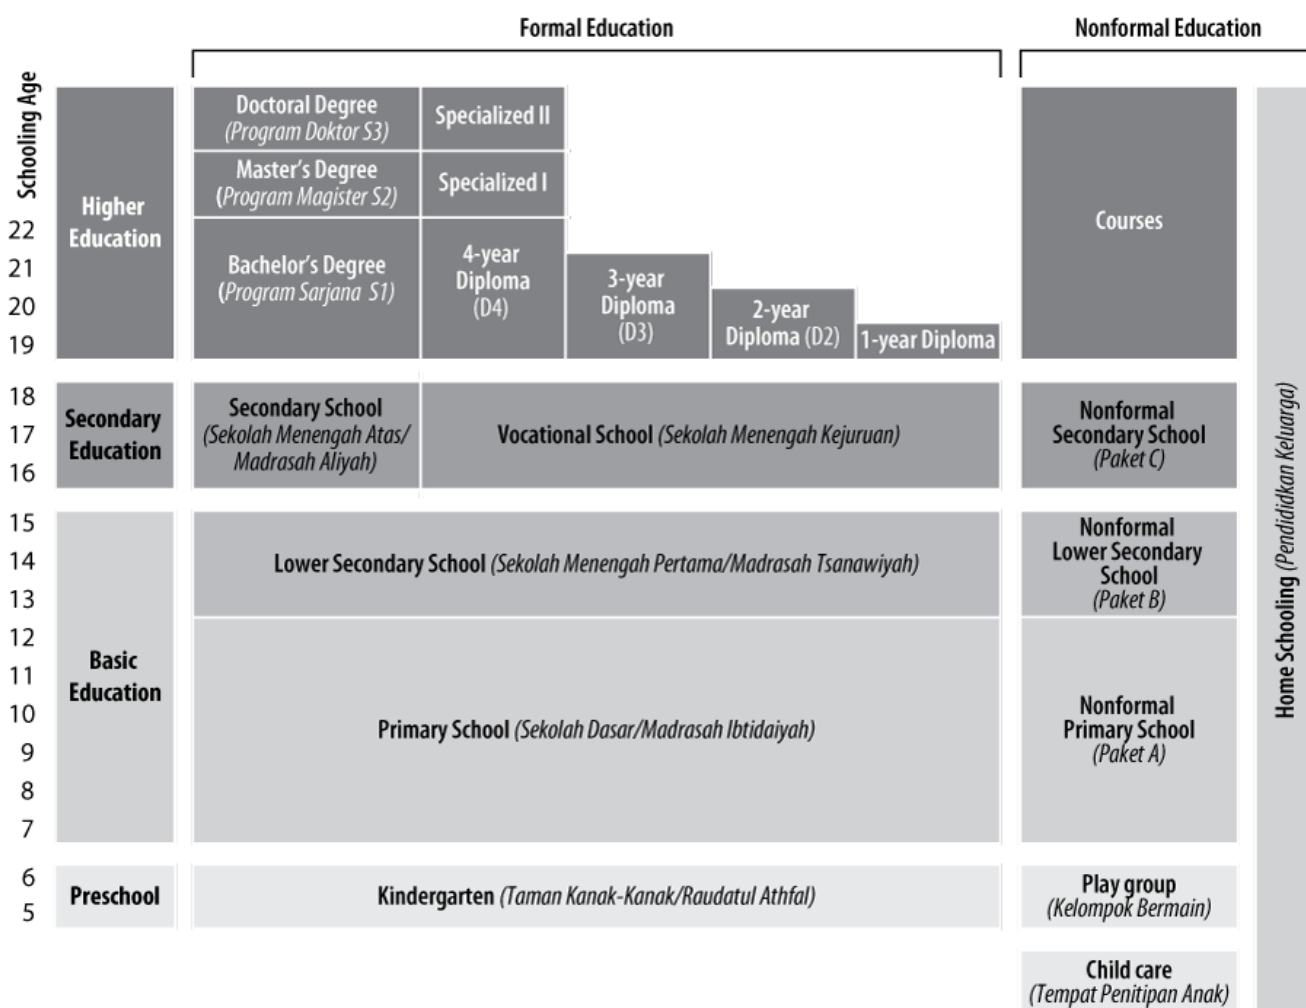 Formal Education
Nonformal Education
Schooling Age
22
21
20
19
18
17
16
15
14
13
12
11
10
9
8
7
6
5
Higher
Education
Doctoral Degree
(Program Doktor S3)
Specialized II
Master's Degree
(Program Magister S2)
Specialized I
Bachelor's Degree
(Program Sarjana S1)
4-year
Diploma
(D4)
3-year
Diploma
(D3)
2-year
Diploma (D2)
1-year Diploma
Courses
Secondary
Education
Secondary School
(Sekolah Menengah Atas/
Madrasah Aliyah)
Vocational School (Sekolah Menengah Kejuruan)
Nonformal
Secondary School
(Paket C)
Basic
Education
Lower Secondary School (Sekolah Menengah Pertama/Madrasah Tsanawiyah)
Nonformal
Lower Secondary
School
(Paket B)
Primary School (Sekolah Dasar/Madrasah Ibtidaiyah)
Nonformal
Primary School
(Paket A)
Preschool
Kindergarten (Taman Kanak-Kanak/Raudatul Athfal)
Play group
(Kelompok Bermain)
Child care
(Tempat Penitipan Anak)
Home Schooling (Pendididkan Keluarga)